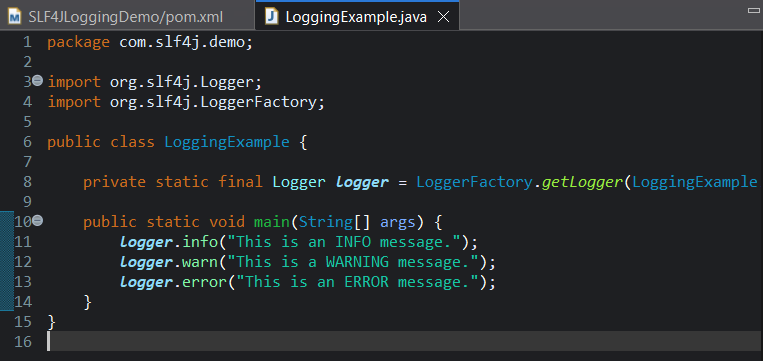 SLF4JLoggingDemo/pom.xml
LoggingExample.java
1 package com.slf4j.demo;
2
3 import org.slf4j.Logger;
4 import org.slf4j.LoggerFactory;
5
6 public class LoggingExample {
7
8     private static final Logger logger = LoggerFactory.getLogger(LoggingExample
9
10     public static void main(String[] args) {
11         logger.info("This is an INFO message.");
12         logger.warn("This is a WARNING message.");
13         logger.error("This is an ERROR message.");
14     }
15 }
16